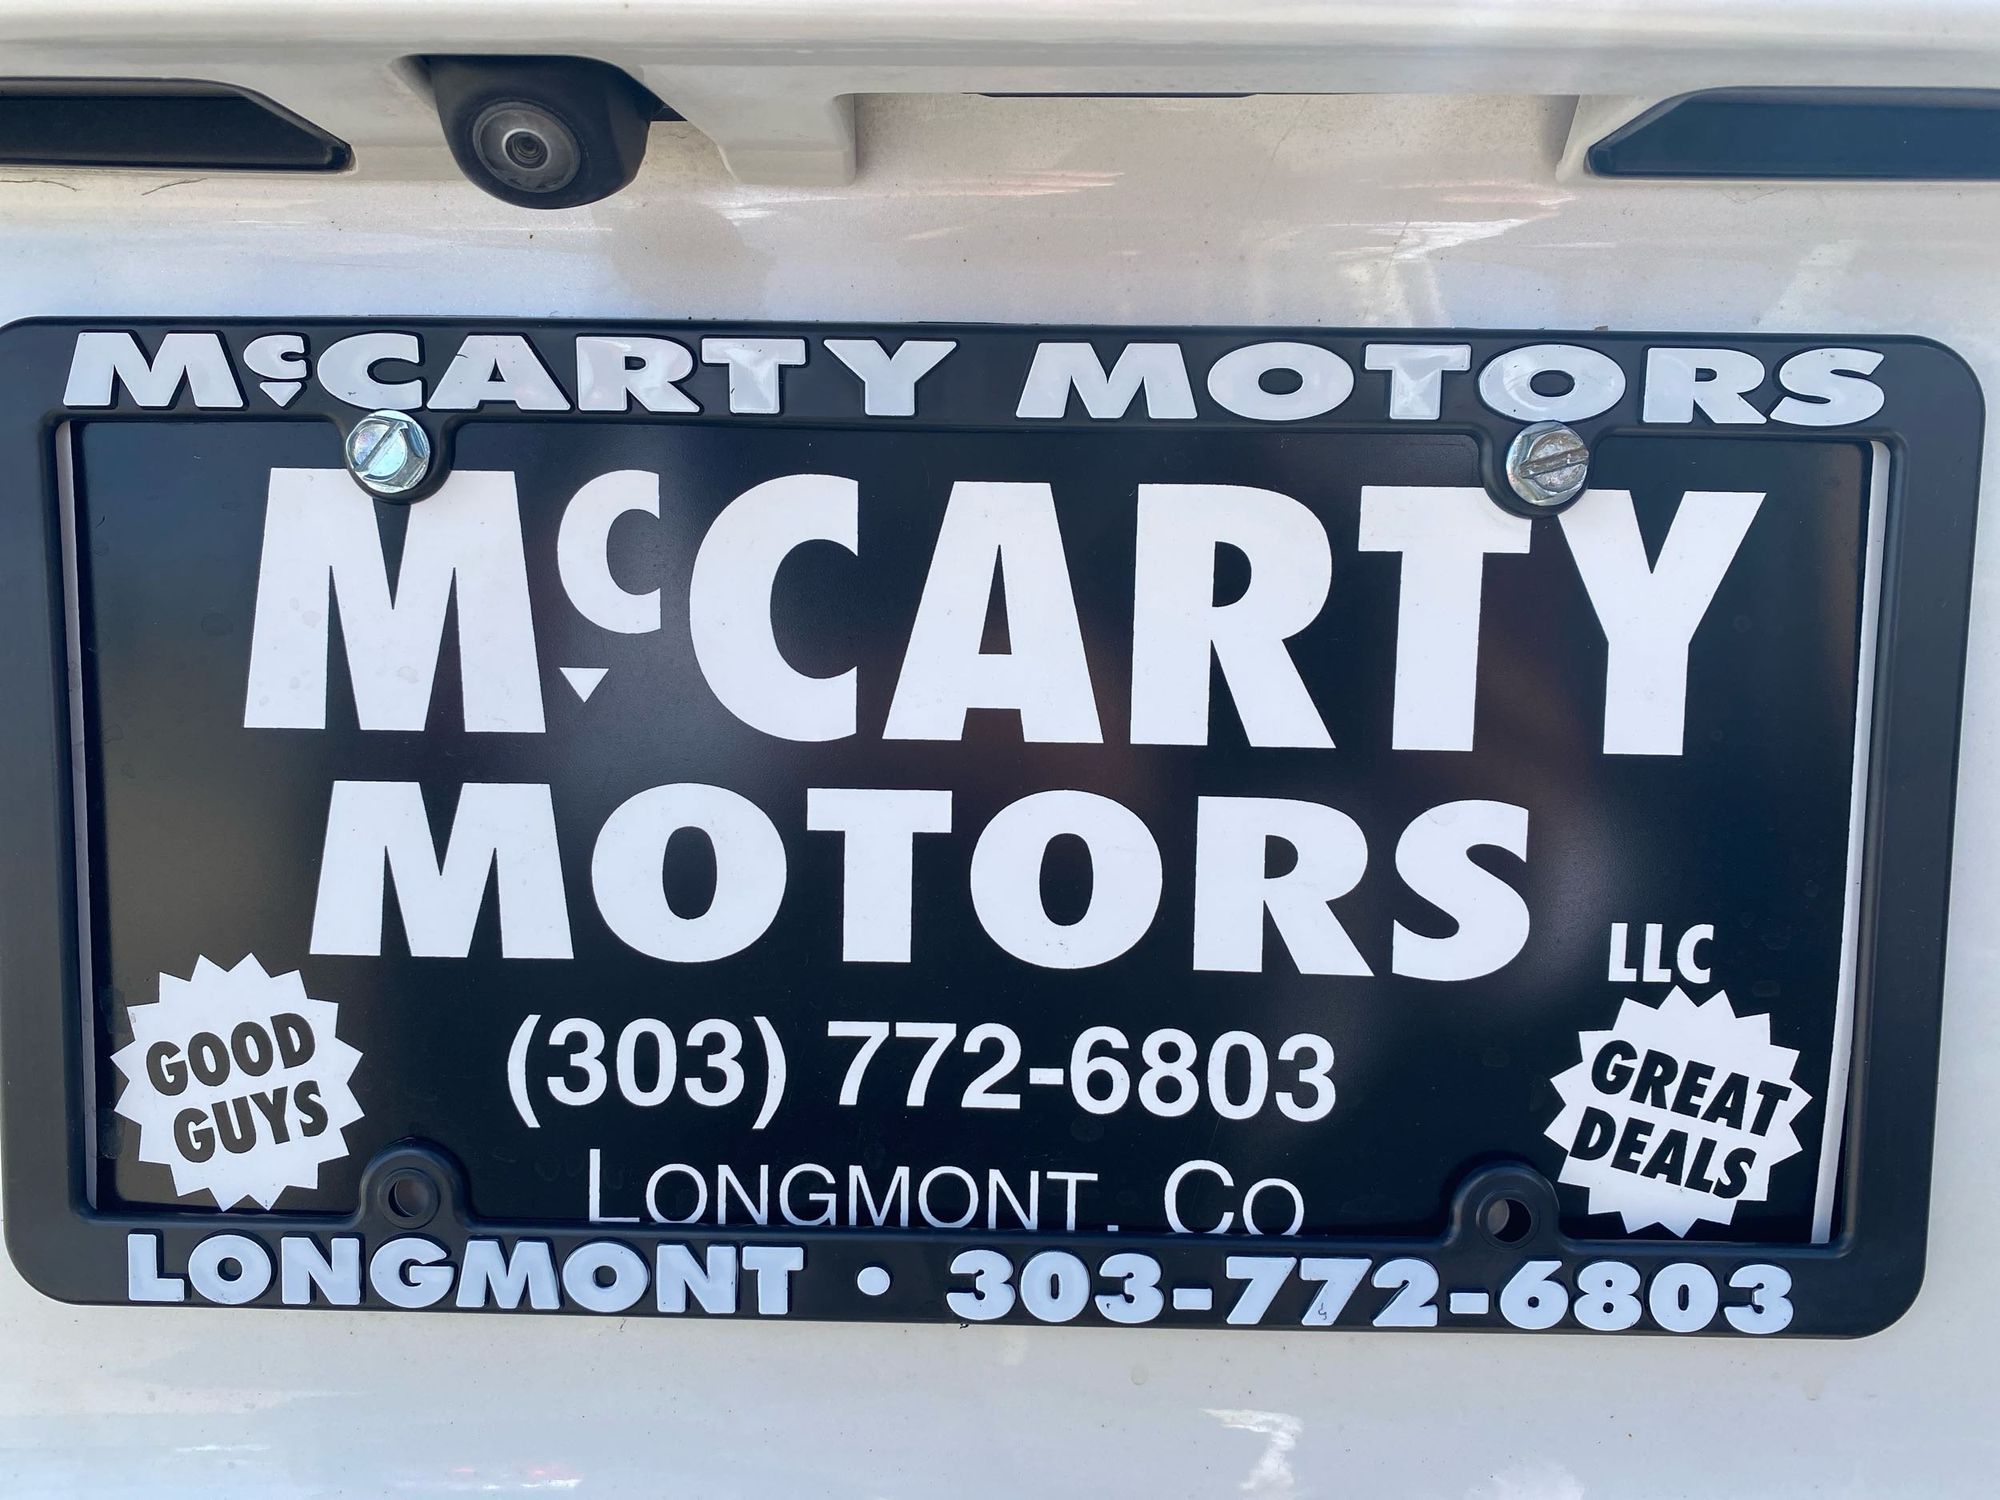 McCARTY MOTORS
McCARTY
MOTORS
LLC
GOOD
GUYS
(303) 772-6803
GREAT
DEALS
LONGMONT, CO
LONGMONT • 303-772-6803